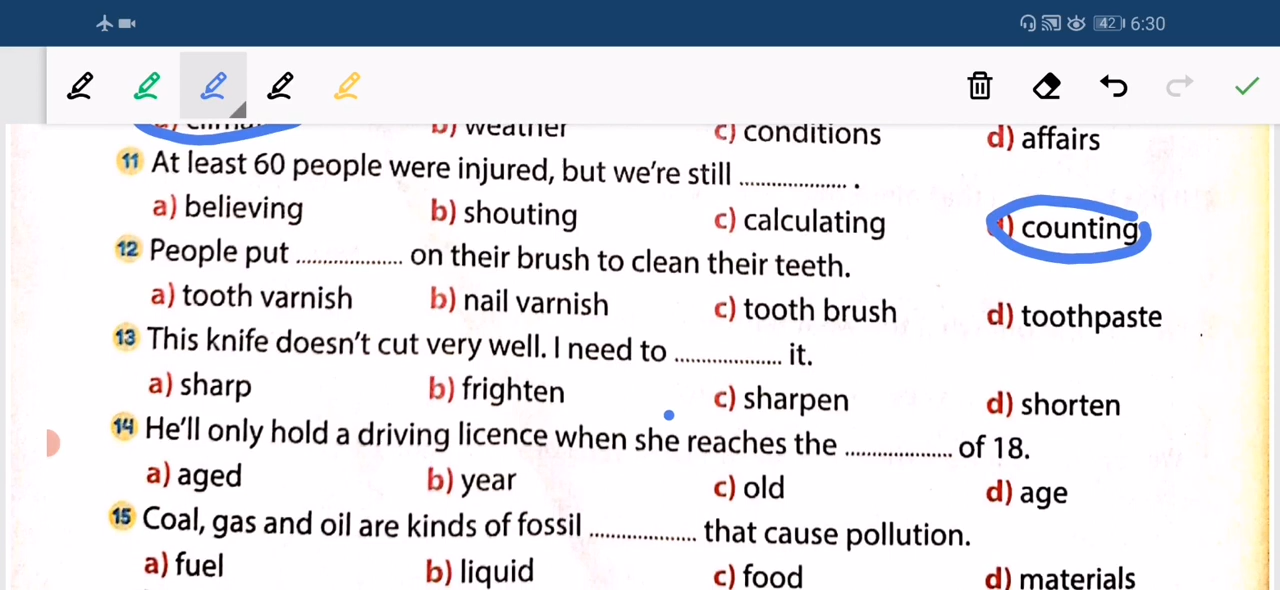 42 6:30
b) weather c) conditions d) affairs
11 At least 60 people were injured, but we're still .................... .
a) believing b) shouting c) calculating d) counting
12 People put .................... on their brush to clean their teeth.
a) tooth varnish b) nail varnish c) tooth brush d) toothpaste
13 This knife doesn't cut very well. I need to .................... it.
a) sharp b) frighten c) sharpen d) shorten
14 He'll only hold a driving licence when she reaches the .................... of 18.
a) aged b) year c) old d) age
15 Coal, gas and oil are kinds of fossil .................... that cause pollution.
a) fuel b) liquid c) food d) materials